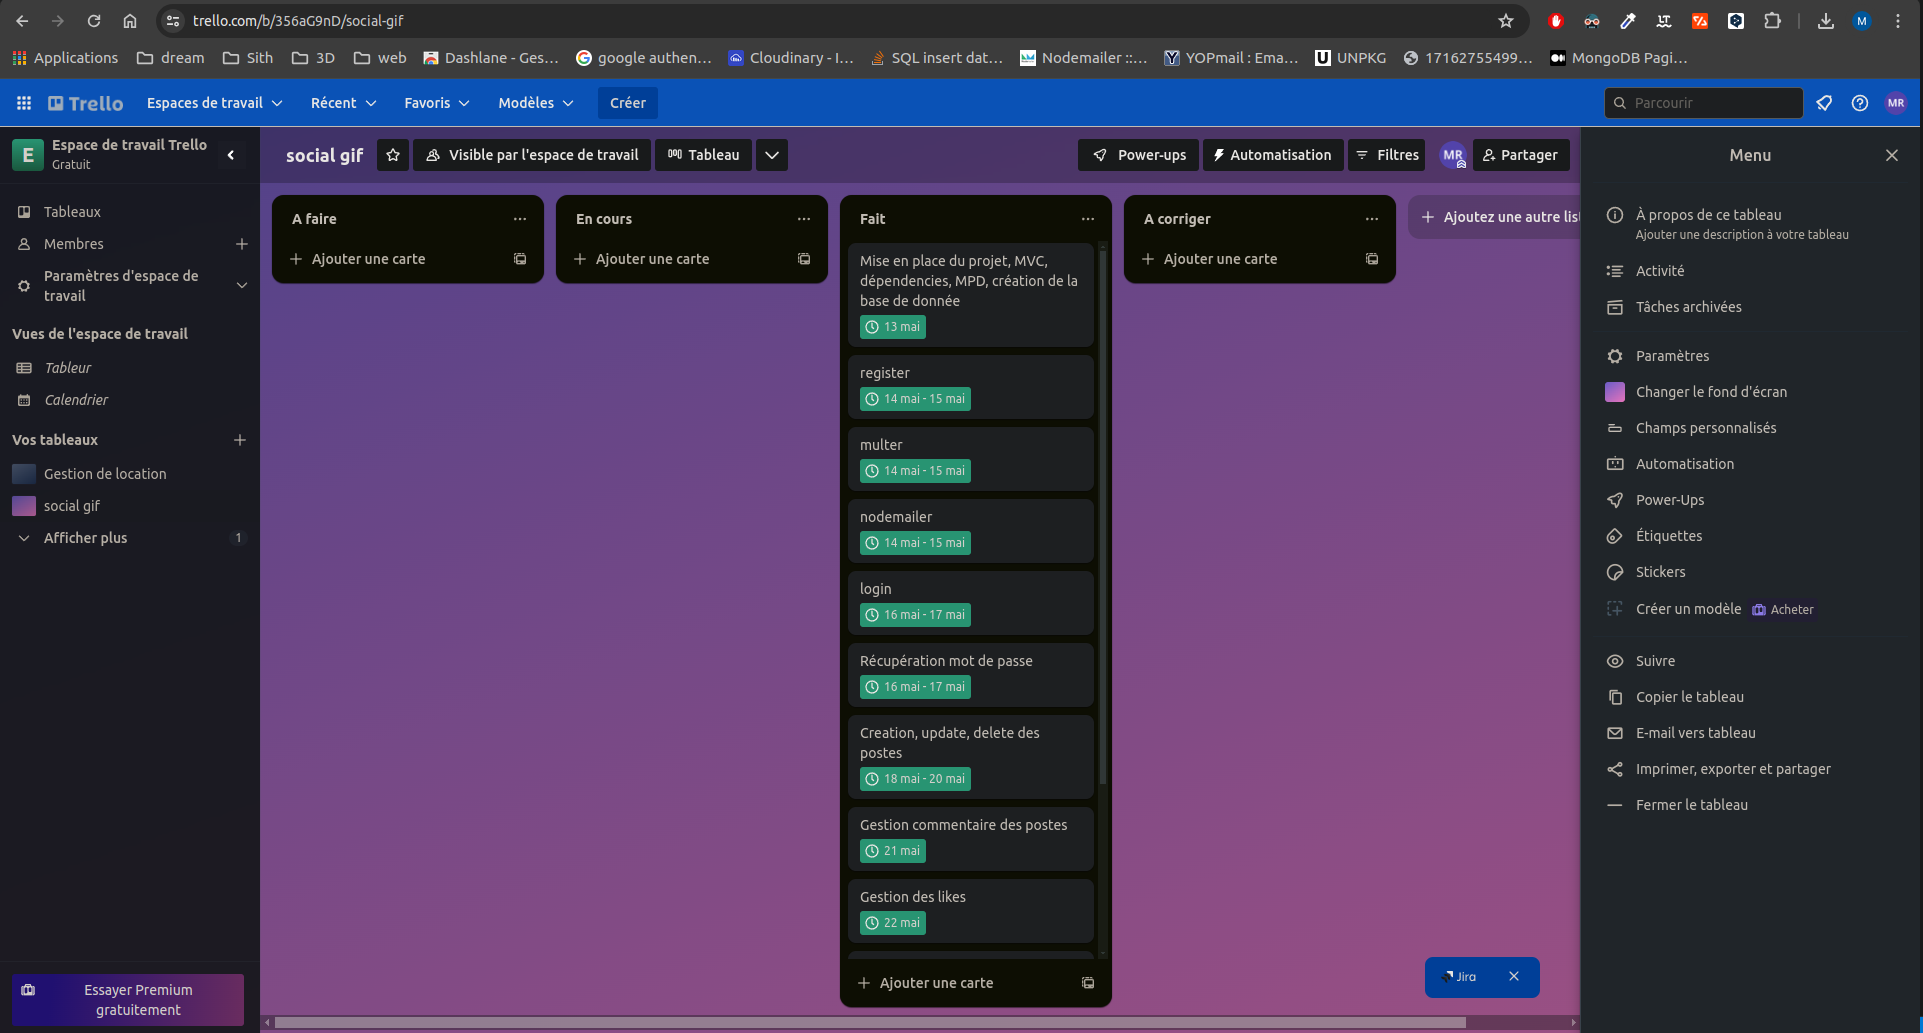 trello.com/b/356aG9nD/social-gif
M
Applications
dream
Sith
3D
web
Dashlane - Ges...
google authen...
Cloudinary - I...
SQL insert dat...
Nodemailer ::...
YOPmail : Ema...
UNPKG
17162755499...
MongoDB Pagi...
Trello
Espaces de travail
Récent
Favoris
Modèles
Créer
Parcourir
MR
E
Espace de travail Trello
Gratuit
Tableaux
Membres
Paramètres d'espace de
travail
Vues de l'espace de travail
Tableur
Calendrier
Vos tableaux
Gestion de location
social gif
Afficher plus
1
Essayer Premium
gratuitement
social gif
Visible par l'espace de travail
Tableau
Power-ups
Automatisation
Filtres
MR
Partager
A faire
Ajouter une carte
En cours
Ajouter une carte
Fait
Mise en place du projet, MVC,
dépendencies, MPD, création de la
base de donnée
13 mai
register
14 mai - 15 mai
multer
14 mai - 15 mai
nodemailer
14 mai - 15 mai
login
16 mai - 17 mai
Récupération mot de passe
16 mai - 17 mai
Creation, update, delete des
postes
18 mai - 20 mai
Gestion commentaire des postes
21 mai
Gestion des likes
22 mai
Ajouter une carte
A corriger
Ajouter une carte
Ajoutez une autre lis
Jira
Menu
À propos de ce tableau
Ajouter une description à votre tableau
Activité
Tâches archivées
Paramètres
Changer le fond d'écran
Champs personnalisés
Automatisation
Power-Ups
Étiquettes
Stickers
Créer un modèle
Acheter
Suivre
Copier le tableau
E-mail vers tableau
Imprimer, exporter et partager
Fermer le tableau